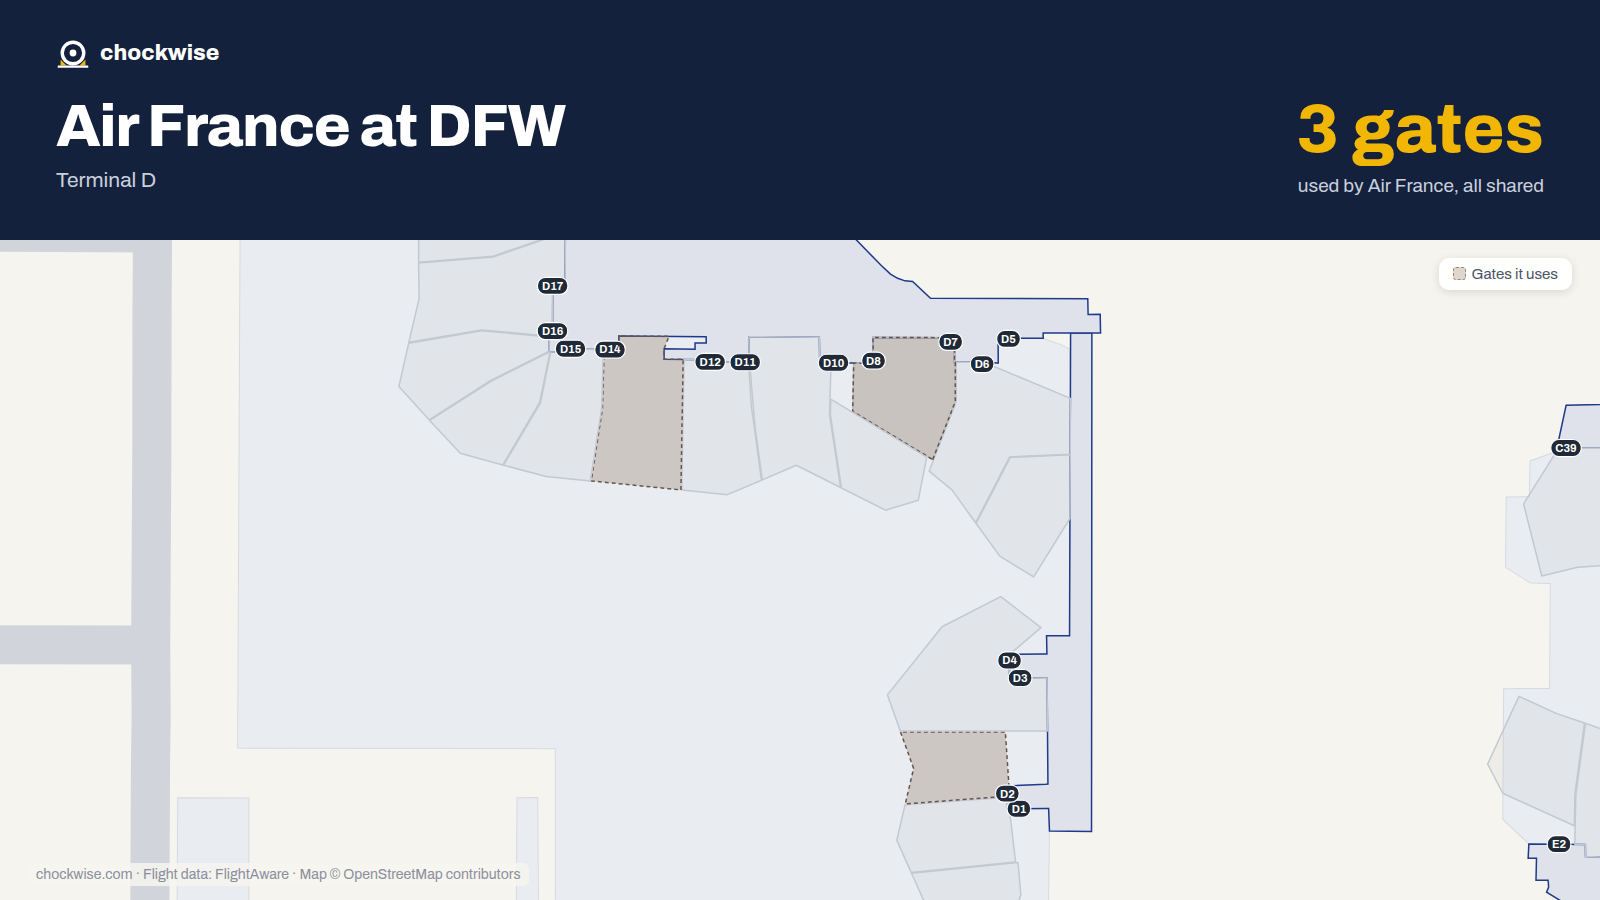 chockwise
Air France at DFW
Terminal D
3 gates
used by Air France, all shared
Gates it uses
D17
D16
D15
D14
D12
D11
D10
D8
D7
D6
D5
C39
D4
D3
D2
D1
E2
chockwise.com · Flight data: FlightAware · Map © OpenStreetMap contributors